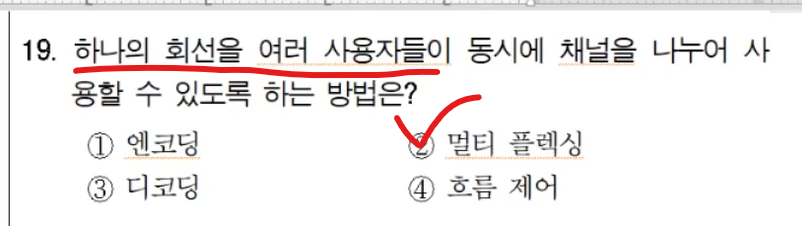 19. 하나의 회선을 여러 사용자들이 동시에 채널을 나누어 사
용할 수 있도록 하는 방법은?
① 엔코딩 ② 멀티 플렉싱
③ 디코딩 ④ 흐름 제어